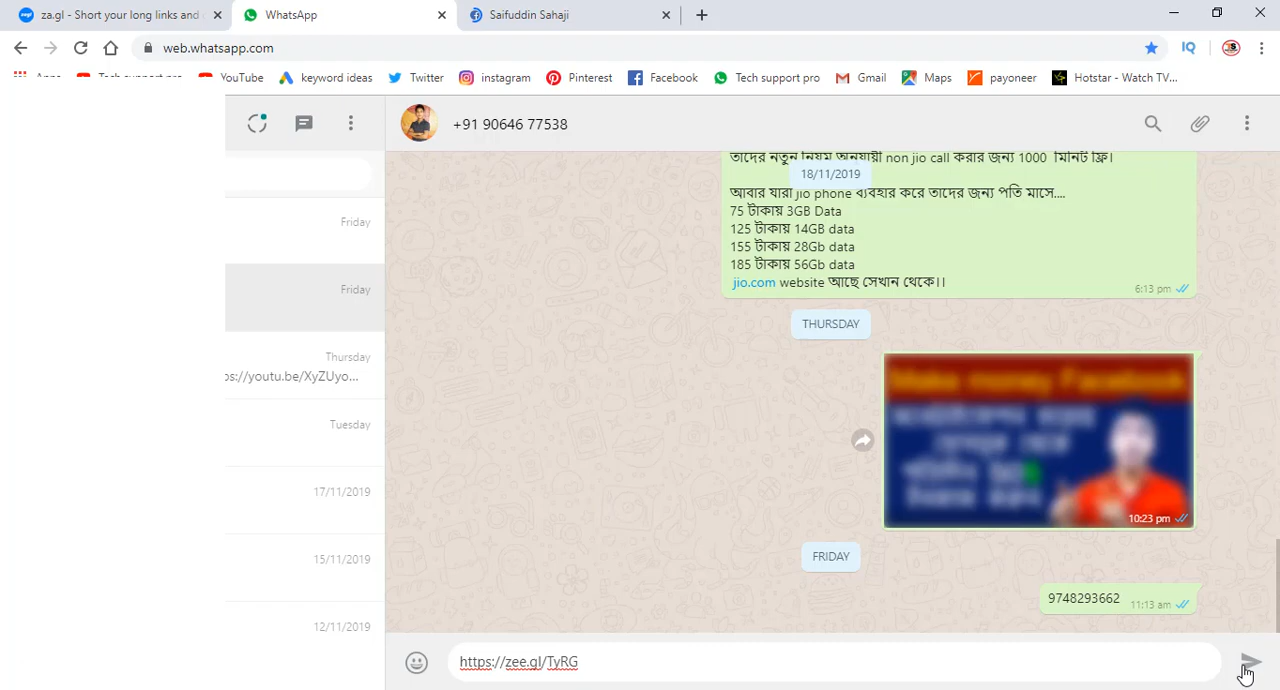 za.gl - Short your long links and
WhatsApp
Saifuddin Sahaji
web.whatsapp.com
IQ
YouTube
keyword ideas
Twitter
instagram
Pinterest
Facebook
Tech support pro
Gmail
Maps
payoneer
Hotstar - Watch TV...
+91 90646 77538
তাদের নতুন নিয়ম অনুযায়ী non jio call করার জন্য 1000 মিনিট ফ্রি।
18/11/2019
আবার যারা jio phone ব্যবহার করে তাদের জন্য পতি মাসে....
75 টাকায় 3GB Data
125 টাকায় 14GB data
155 টাকায় 28Gb data
185 টাকায় 56Gb data
jio.com website আছে সেখান থেকে।।
6:13 pm
Friday
Friday
Thursday
ps://youtu.be/XyZUyo...
Tuesday
17/11/2019
15/11/2019
12/11/2019
THURSDAY
Make money Facebook
10:23 pm
FRIDAY
9748293662
11:13 am
https://zee.gl/TyRG